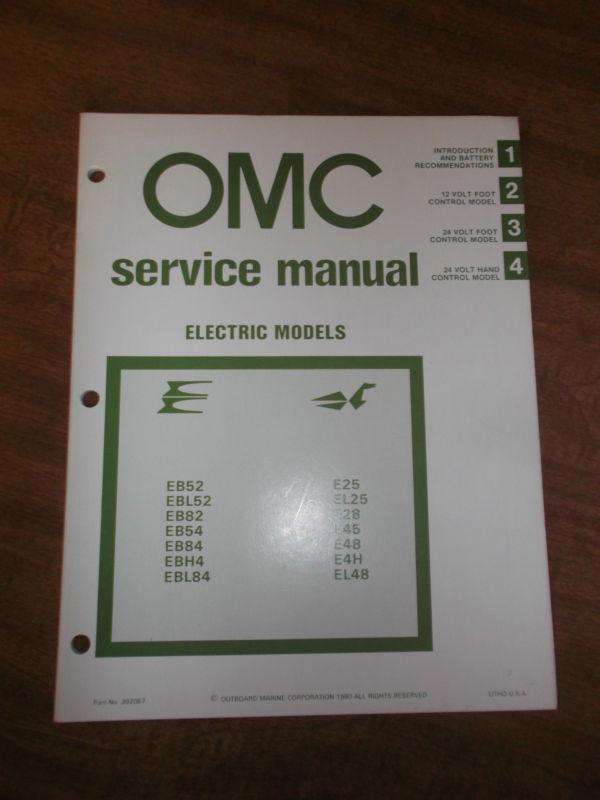 OMC
service manual
ELECTRIC MODELS
INTRODUCTION
AND BATTERY
RECOMMENDATIONS
1
12 VOLT FOOT
CONTROL MODEL
2
24 VOLT FOOT
CONTROL MODEL
3
24 VOLT HAND
CONTROL MODEL
4
EB52
EBL52
EB82
EB54
EB84
EBH4
EBL84
E25
EL25
E28
E45
E48
E4H
EL48
Part No. 392067
© OUTBOARD MARINE CORPORATION 1980 ALL RIGHTS RESERVED
LITHO U.S.A.